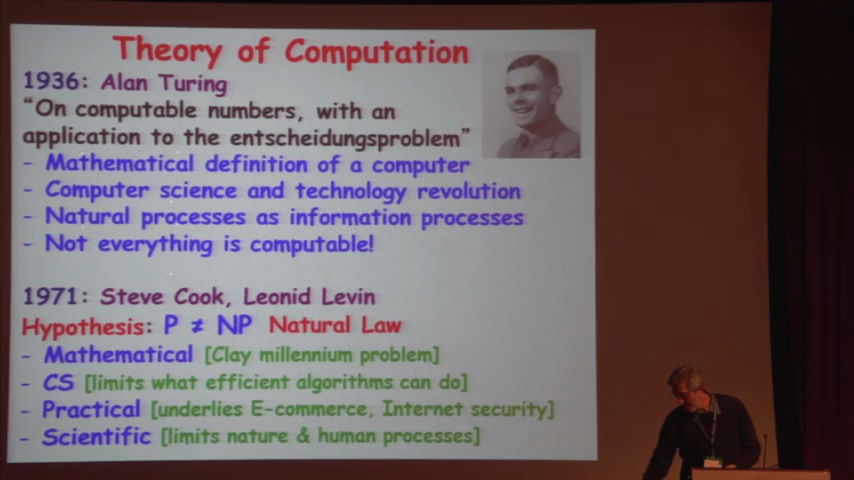 Theory of Computation
1936: Alan Turing
"On computable numbers, with an
application to the entscheidungsproblem"
- Mathematical definition of a computer
- Computer science and technology revolution
- Natural processes as information processes
- Not everything is computable!
1971: Steve Cook, Leonid Levin
Hypothesis: P ≠ NP Natural Law
- Mathematical [Clay millennium problem]
- CS [limits what efficient algorithms can do]
- Practical [underlies E-commerce, Internet security]
- Scientific [limits nature & human processes]